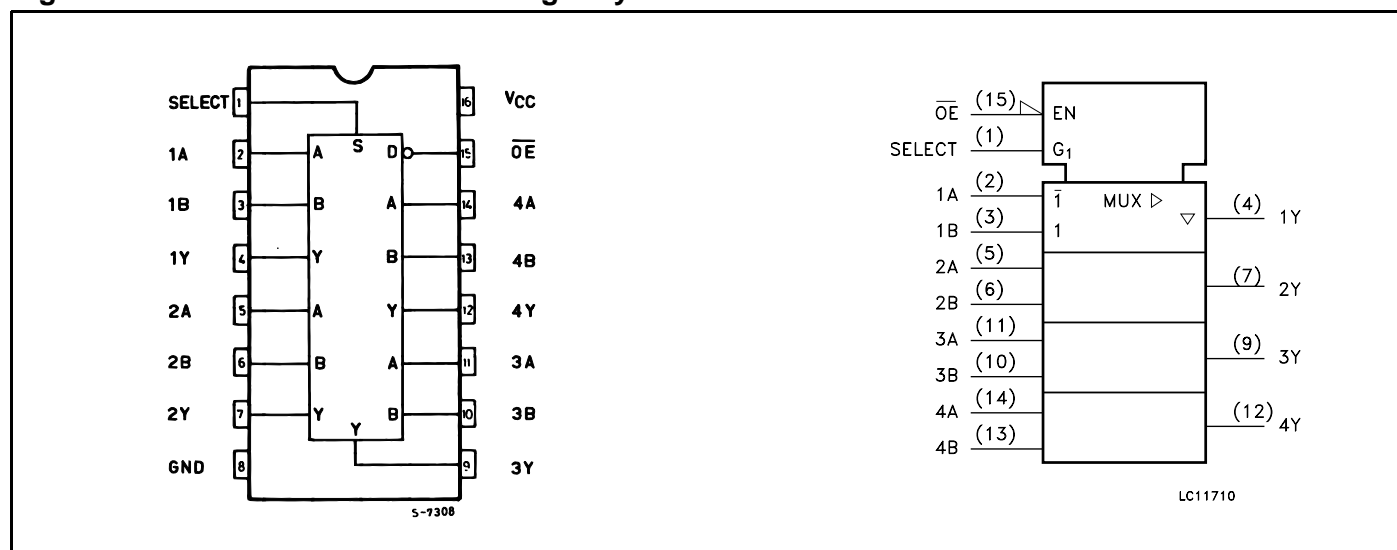 SELECT 1 16 VCC
1A 2 A S D 15 O̅E̅
1B 3 B A 14 4A
1Y 4 Y B 13 4B
2A 5 A Y 12 4Y
2B 6 B A 11 3A
2Y 7 Y B 10 3B
GND 8 Y 9 3Y
S-7308
O̅E̅ (15) EN
SELECT (1) G1
1A (2) 1̅ MUX ▷ ▽ (4) 1Y
1B (3) 1
2A (5)
2B (6) (7) 2Y
3A (11)
3B (10) (9) 3Y
4A (14)
4B (13) (12) 4Y
LC11710